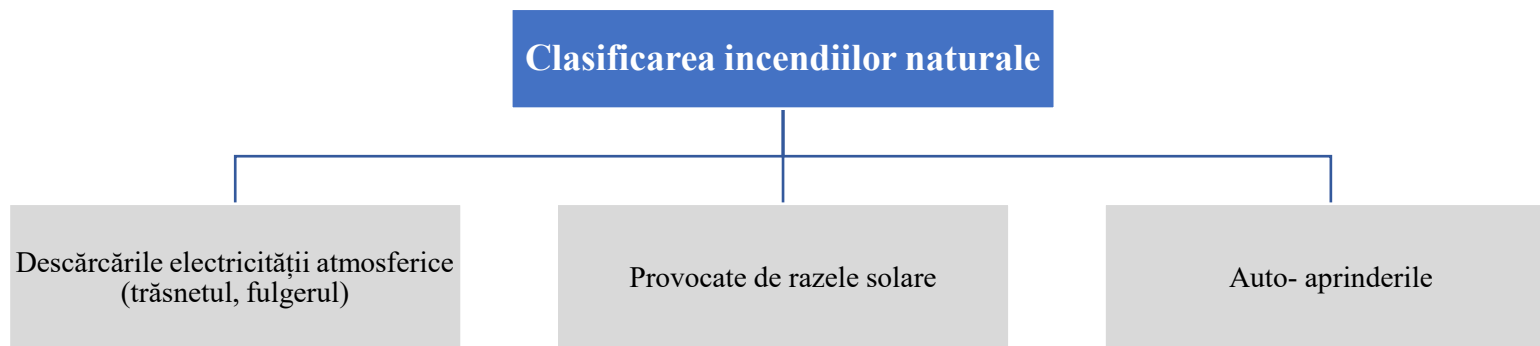 Clasificarea incendiilor naturale
Descărcările electricității atmosferice
(trăsnetul, fulgerul)
Provocate de razele solare
Auto- aprinderile